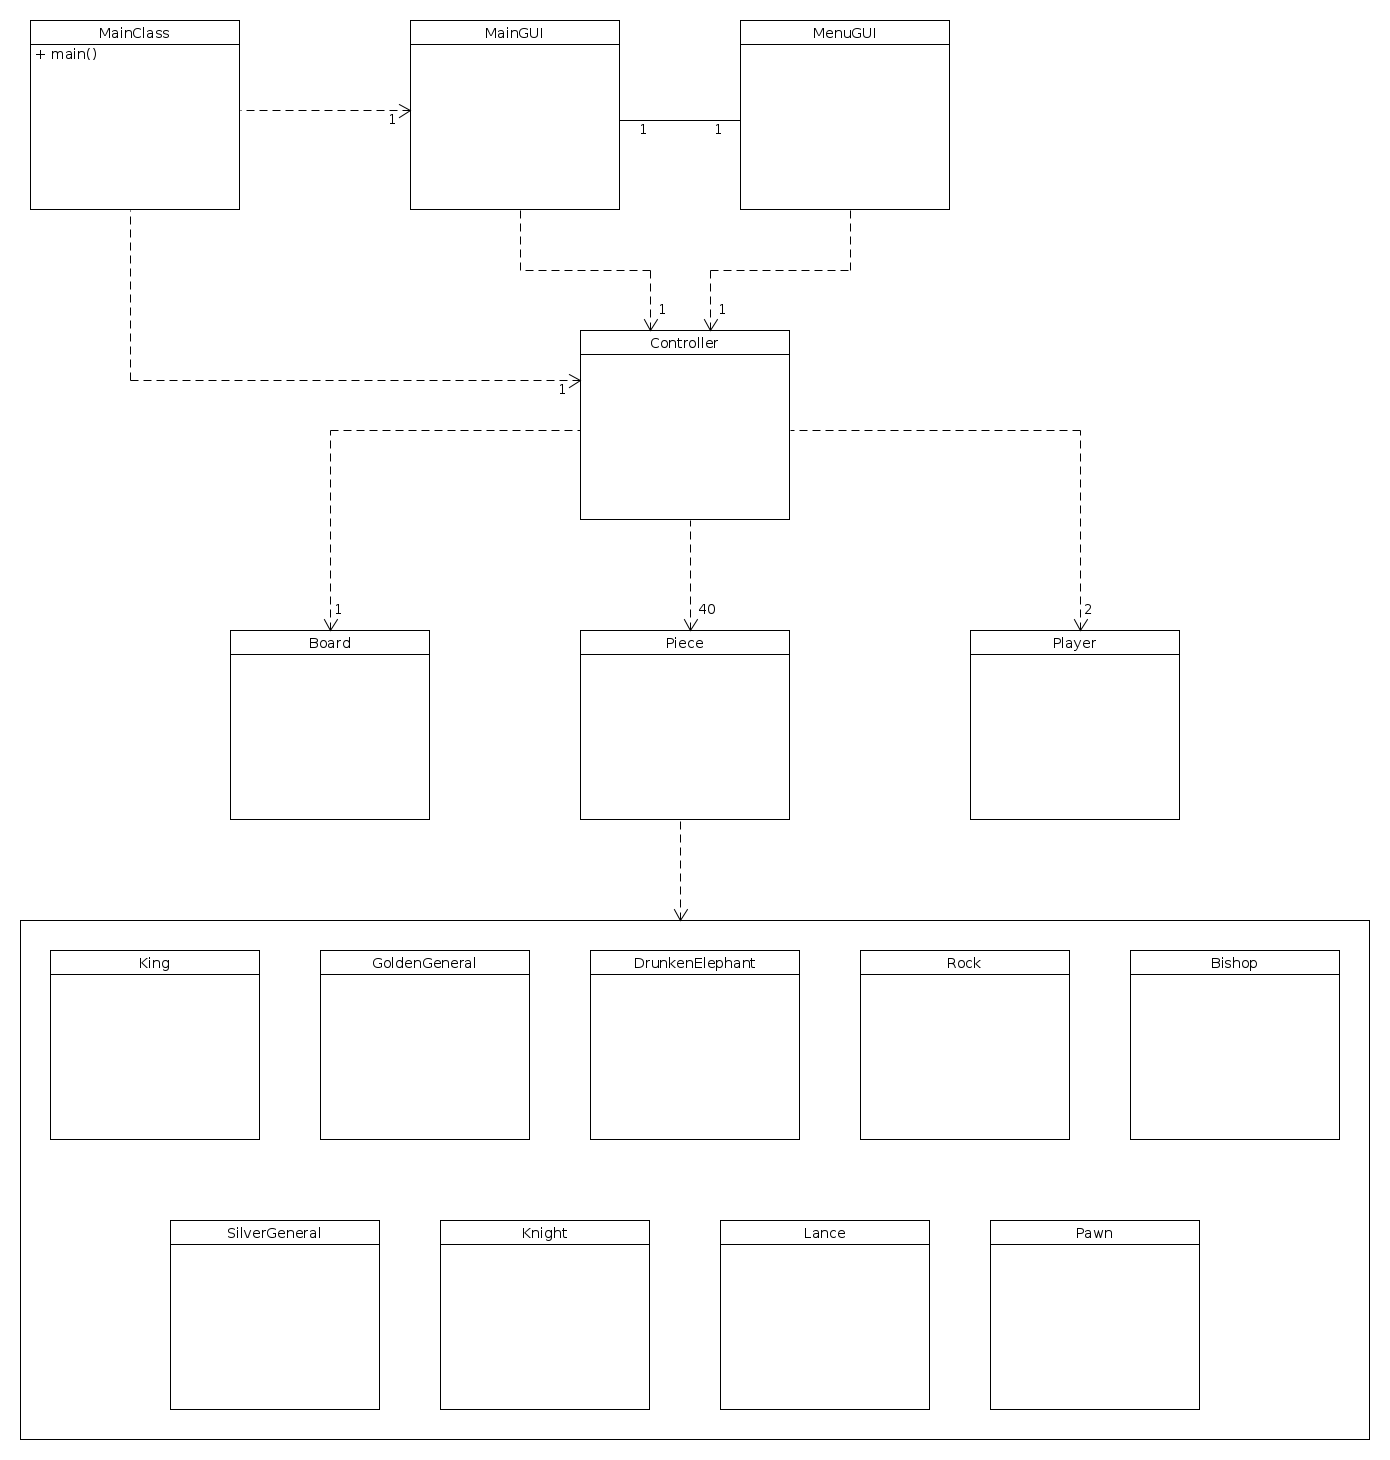 MainClass
+ main()
MainGUI
MenuGUI
1
1
1
1
1
Controller
1
1
40
2
Board
Piece
Player
King
GoldenGeneral
DrunkenElephant
Rock
Bishop
SilverGeneral
Knight
Lance
Pawn